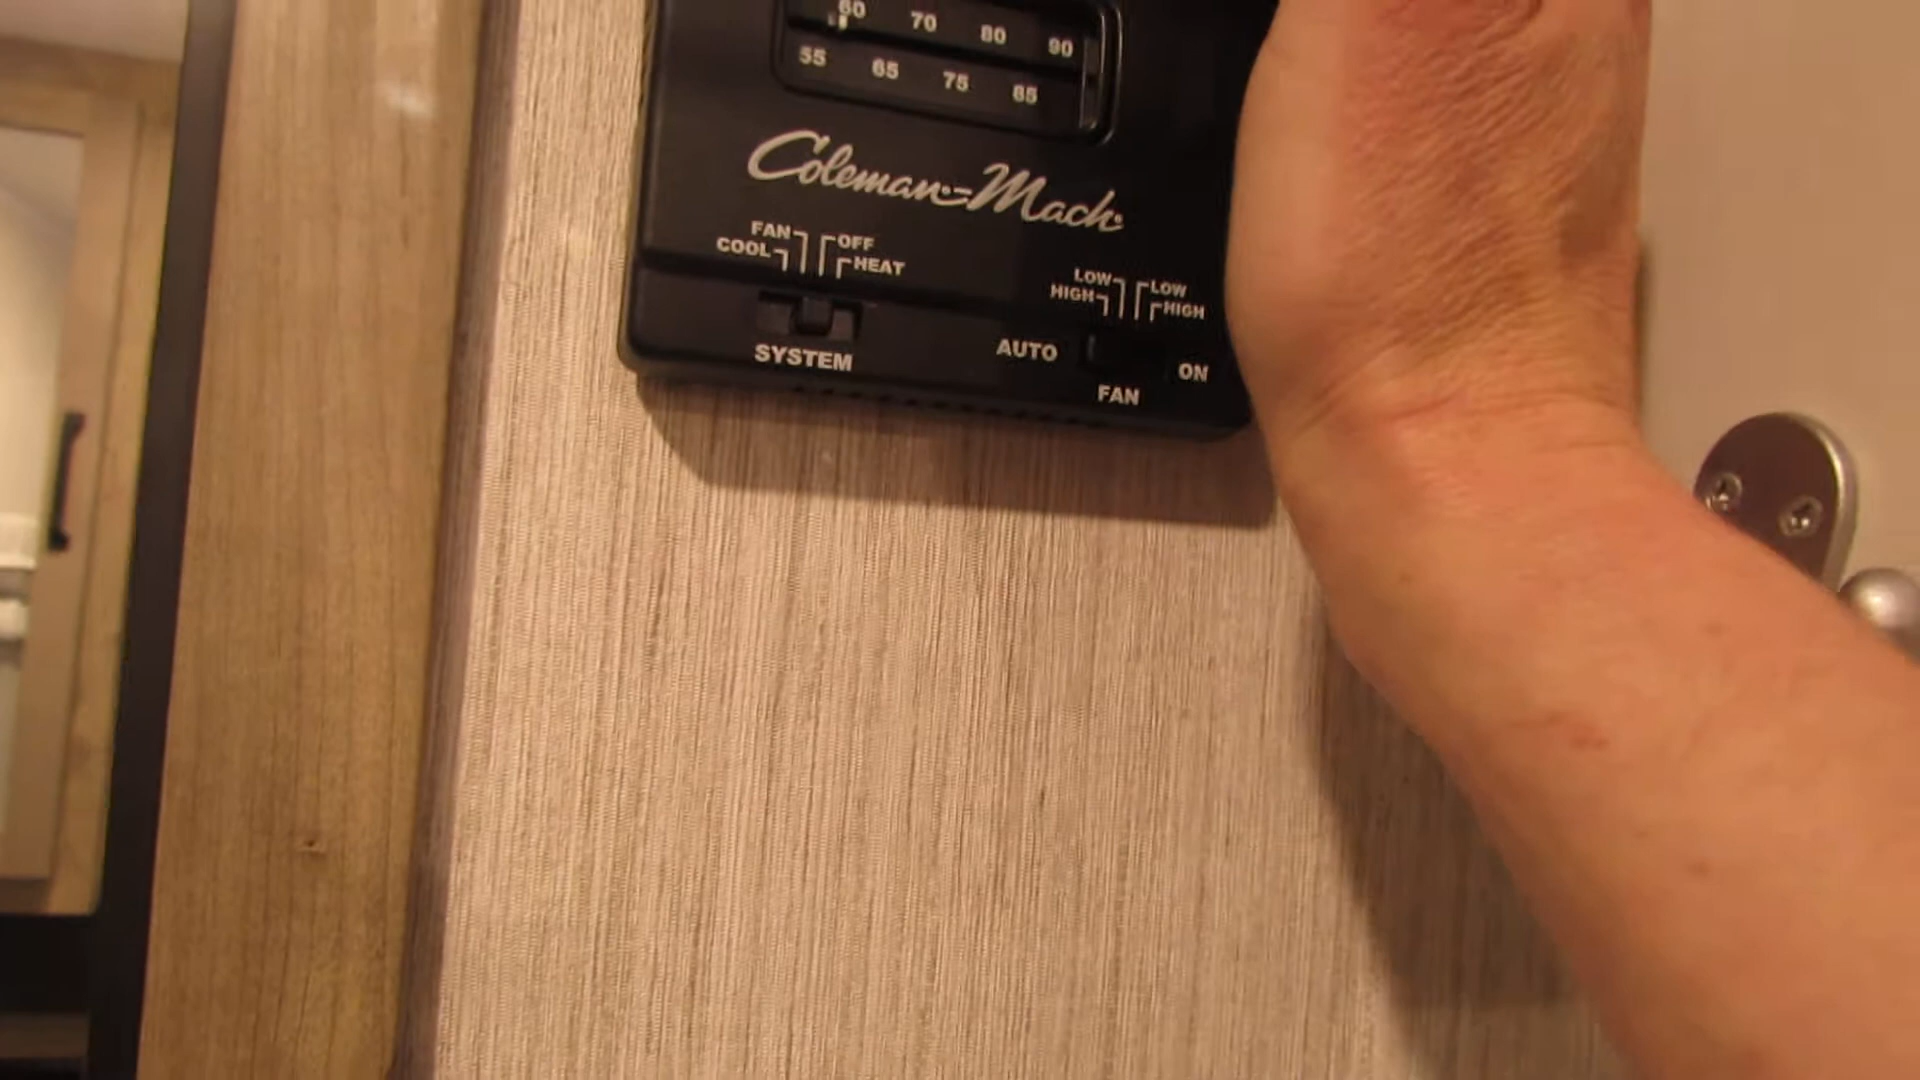 60 70 80 90
55 65 75 85
Coleman-Mach
FAN OFF
COOL HEAT
LOW LOW
HIGH HIGH
SYSTEM
AUTO ON
FAN